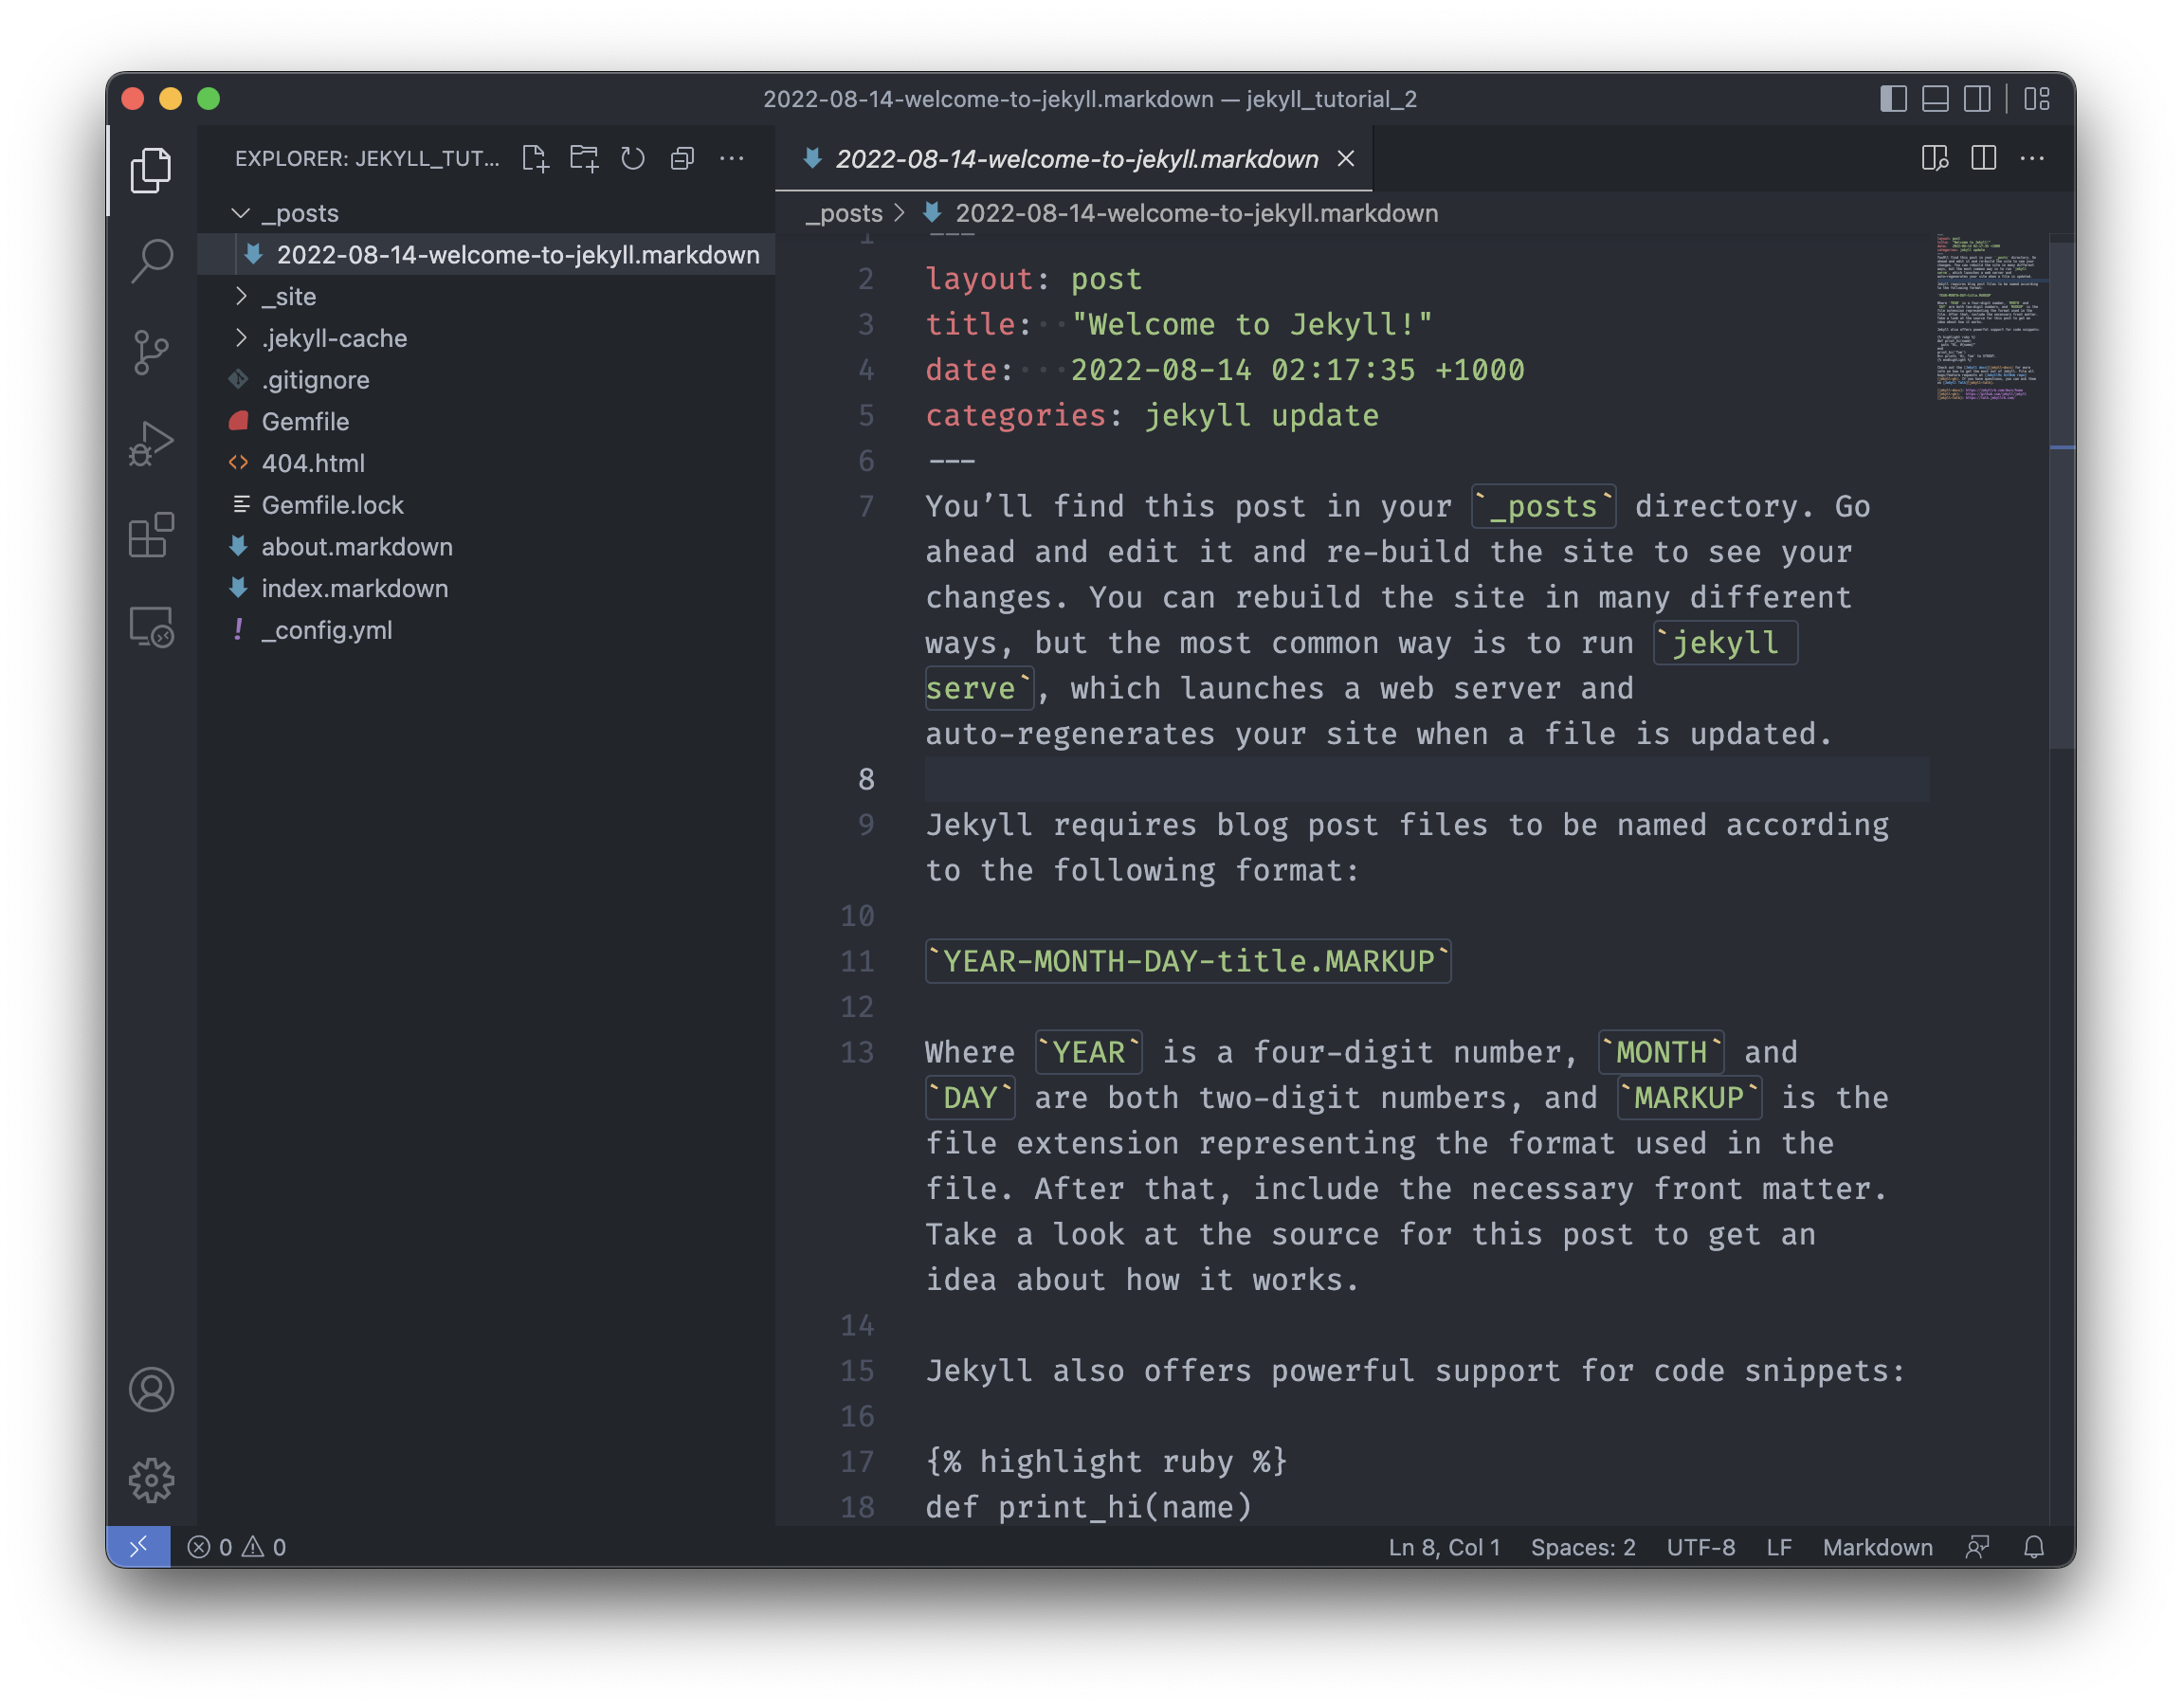 2022-08-14-welcome-to-jekyll.markdown — jekyll_tutorial_2
EXPLORER: JEKYLL_TUT...
_posts
2022-08-14-welcome-to-jekyll.markdown
_site
.jekyll-cache
.gitignore
Gemfile
404.html
Gemfile.lock
about.markdown
index.markdown
_config.yml
2022-08-14-welcome-to-jekyll.markdown
_posts > 2022-08-14-welcome-to-jekyll.markdown
1 ---
2 layout: post
3 title:  "Welcome to Jekyll!"
4 date:   2022-08-14 02:17:35 +1000
5 categories: jekyll update
6 ---
7 You’ll find this post in your `_posts` directory. Go
ahead and edit it and re-build the site to see your
changes. You can rebuild the site in many different
ways, but the most common way is to run `jekyll
serve`, which launches a web server and
auto-regenerates your site when a file is updated.
8
9 Jekyll requires blog post files to be named according
to the following format:
10
11 `YEAR-MONTH-DAY-title.MARKUP`
12
13 Where `YEAR` is a four-digit number, `MONTH` and
`DAY` are both two-digit numbers, and `MARKUP` is the
file extension representing the format used in the
file. After that, include the necessary front matter.
Take a look at the source for this post to get an
idea about how it works.
14
15 Jekyll also offers powerful support for code snippets:
16
17 {% highlight ruby %}
18 def print_hi(name)
0 0
Ln 8, Col 1 Spaces: 2 UTF-8 LF Markdown